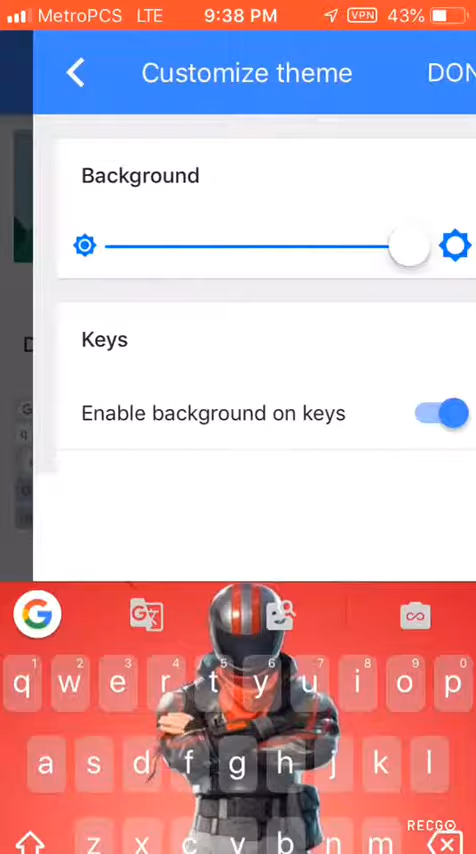 MetroPCS LTE 9:38 PM VPN 43%
Customize theme DON
Background
Keys
Enable background on keys
G
q 1 w 2 e 3 r 4 t 5 y 6 u 7 i 8 o 9 p 0
a s d f g h j k l
RECGO
z x c v b n m